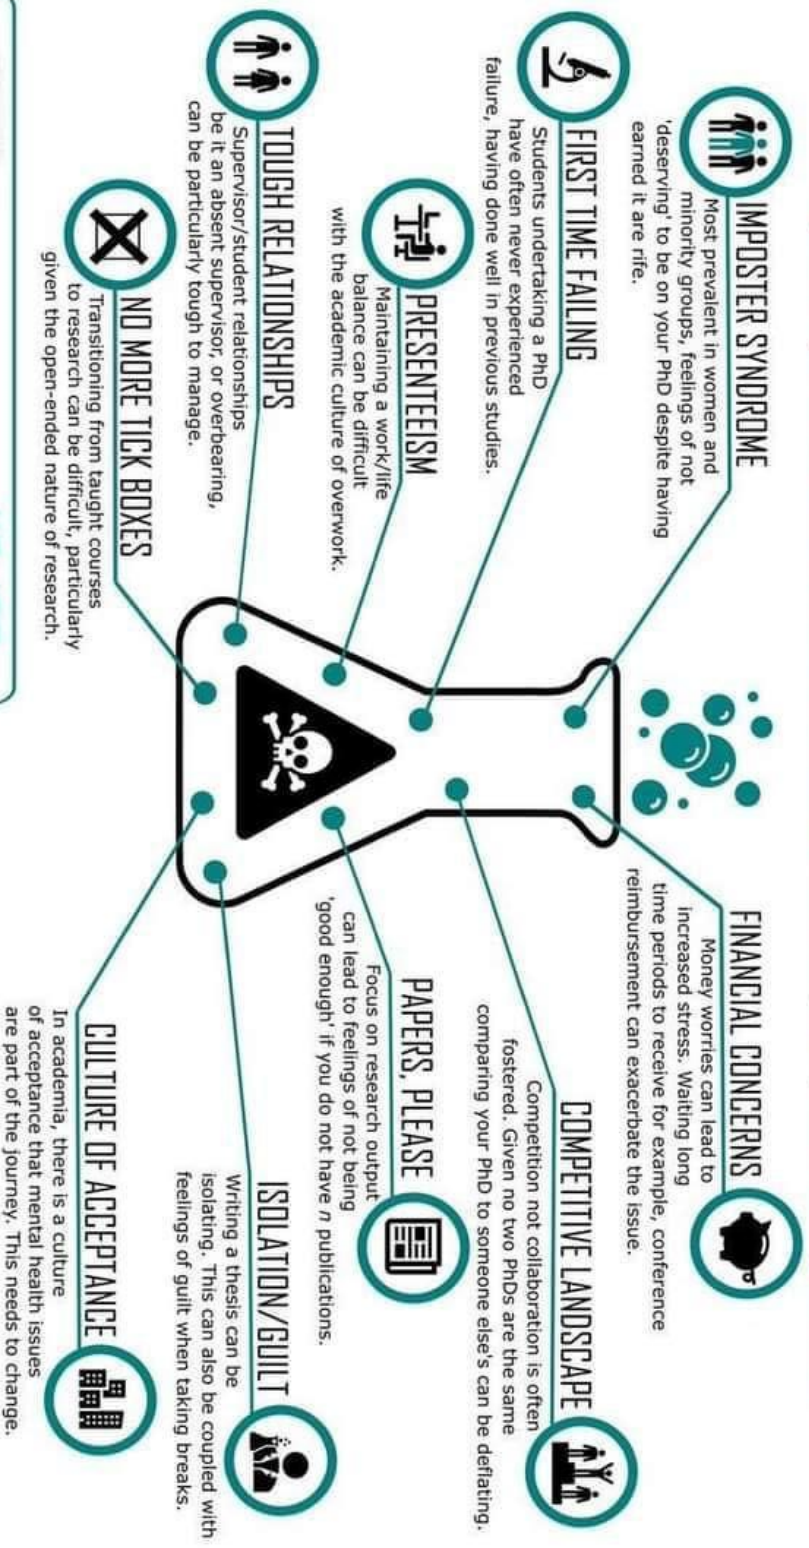 IMPOSTER SYNDROME
Most prevalent in women and
minority groups, feelings of not
'deserving' to be on your PhD despite having
earned it are rife.
FIRST TIME FAILING
Students undertaking a PhD
have often never experienced
failure, having done well in previous studies.
PRESENTEEISM
Maintaining a work/life
balance can be difficult
with the academic culture of overwork.
TOUGH RELATIONSHIPS
Supervisor/student relationships
be it an absent supervisor, or overbearing,
can be particularly tough to manage.
NO MORE TICK BOXES
Transitioning from taught courses
to research can be difficult, particularly
given the open-ended nature of research.
FINANCIAL CONCERNS
Money worries can lead to
increased stress. Waiting long
time periods to receive for example, conference
reimbursement can exacerbate the issue.
COMPETITIVE LANDSCAPE
Competition not collaboration is often
fostered. Given no two PhDs are the same
comparing your PhD to someone else's can be deflating.
PAPERS, PLEASE
Focus on research output
can lead to feelings of not being
'good enough' if you do not have n publications.
ISOLATION/GUILT
Writing a thesis can be
isolating. This can also be coupled with
feelings of guilt when taking breaks.
CULTURE OF ACCEPTANCE
In academia, there is a culture
of acceptance that mental health issues
are part of the journey. This needs to change.